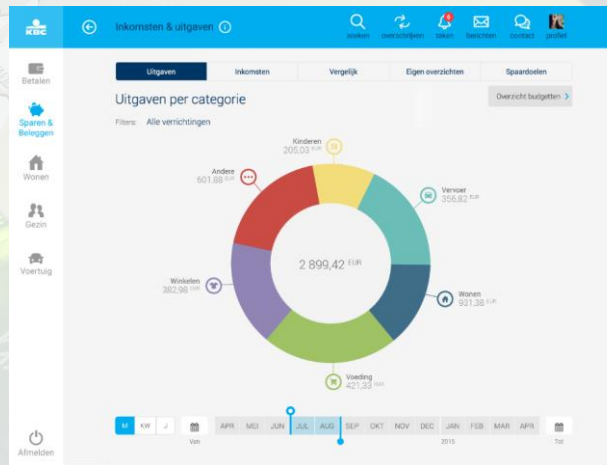 KBC
Inkomsten & uitgaven
zoeken
overschrijven
taken
berichten
contact
profiel
Betalen
Sparen &
Beleggen
Wonen
Gezin
Voertuig
Afmelden
Uitgaven
Inkomsten
Vergelijk
Eigen overzichten
Spaardoelen
Uitgaven per categorie
Overzicht budgetten >
Filters: Alle verrichtingen
Kinderen
205,03 EUR
Andere
601,88 EUR
Vervoer
356,82 EUR
2 899,42 EUR
Winkelen
382,98 EUR
Wonen
931,38 EUR
Voeding
421,33 EUR
M KW J
Van
APR MEI JUN JUL AUG SEP OKT NOV DEC JAN FEB MAR APR
2015
Tot